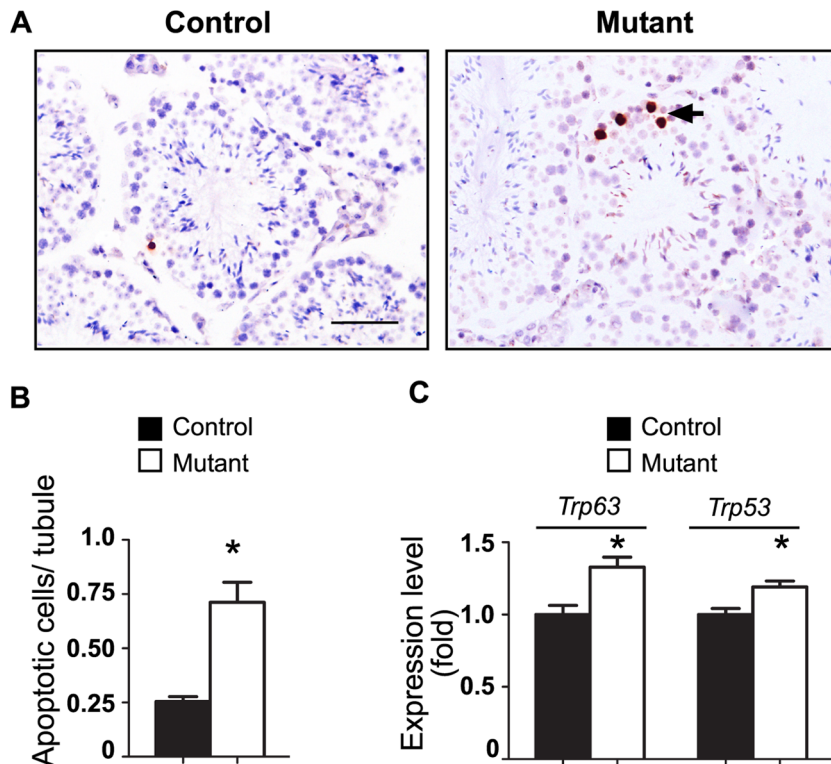 A
Control
Mutant
B
Control
Mutant
Apoptotic cells/ tubule
1.0
0.75
0.50
0.25
0
*
C
Control
Mutant
Trp63
Trp53
Expression level
(fold)
1.5
1.0
0.5
0
*
*